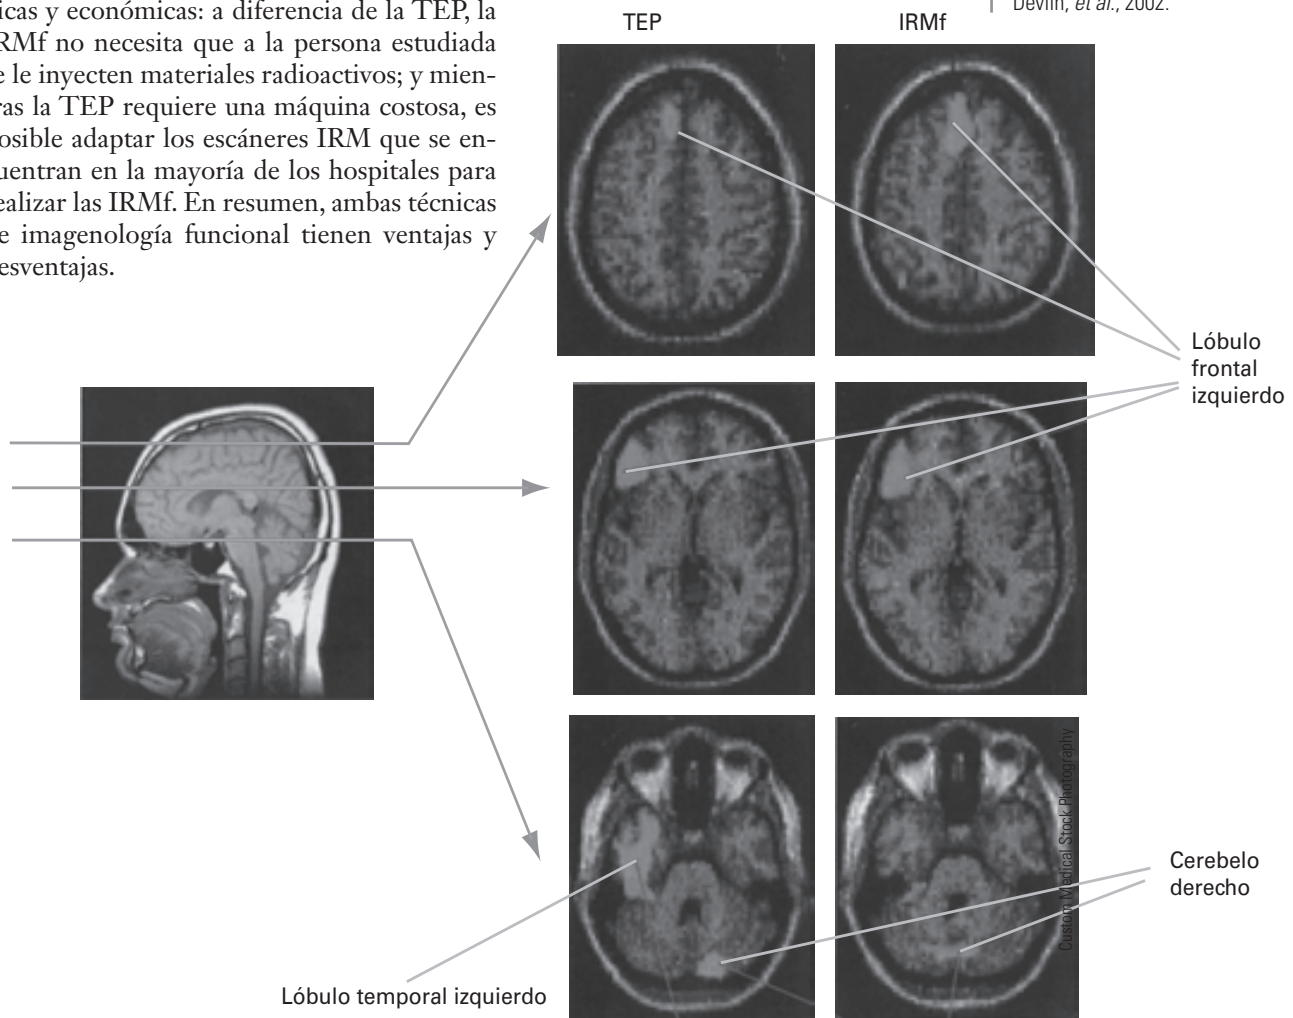 icas y económicas: a diferencia de la TEP, la
RMf no necesita que a la persona estudiada
e le inyecten materiales radioactivos; y mien-
ras la TEP requiere una máquina costosa, es
osible adaptar los escáneres IRM que se en-
uentran en la mayoría de los hospitales para
ealizar las IRMf. En resumen, ambas técnicas
e imagenología funcional tienen ventajas y
esventajas.
Devlin, et al., 2002.
TEP
IRMf
Lóbulo
frontal
izquierdo
Custom Medical Stock Photography
Cerebelo
derecho
Lóbulo temporal izquierdo